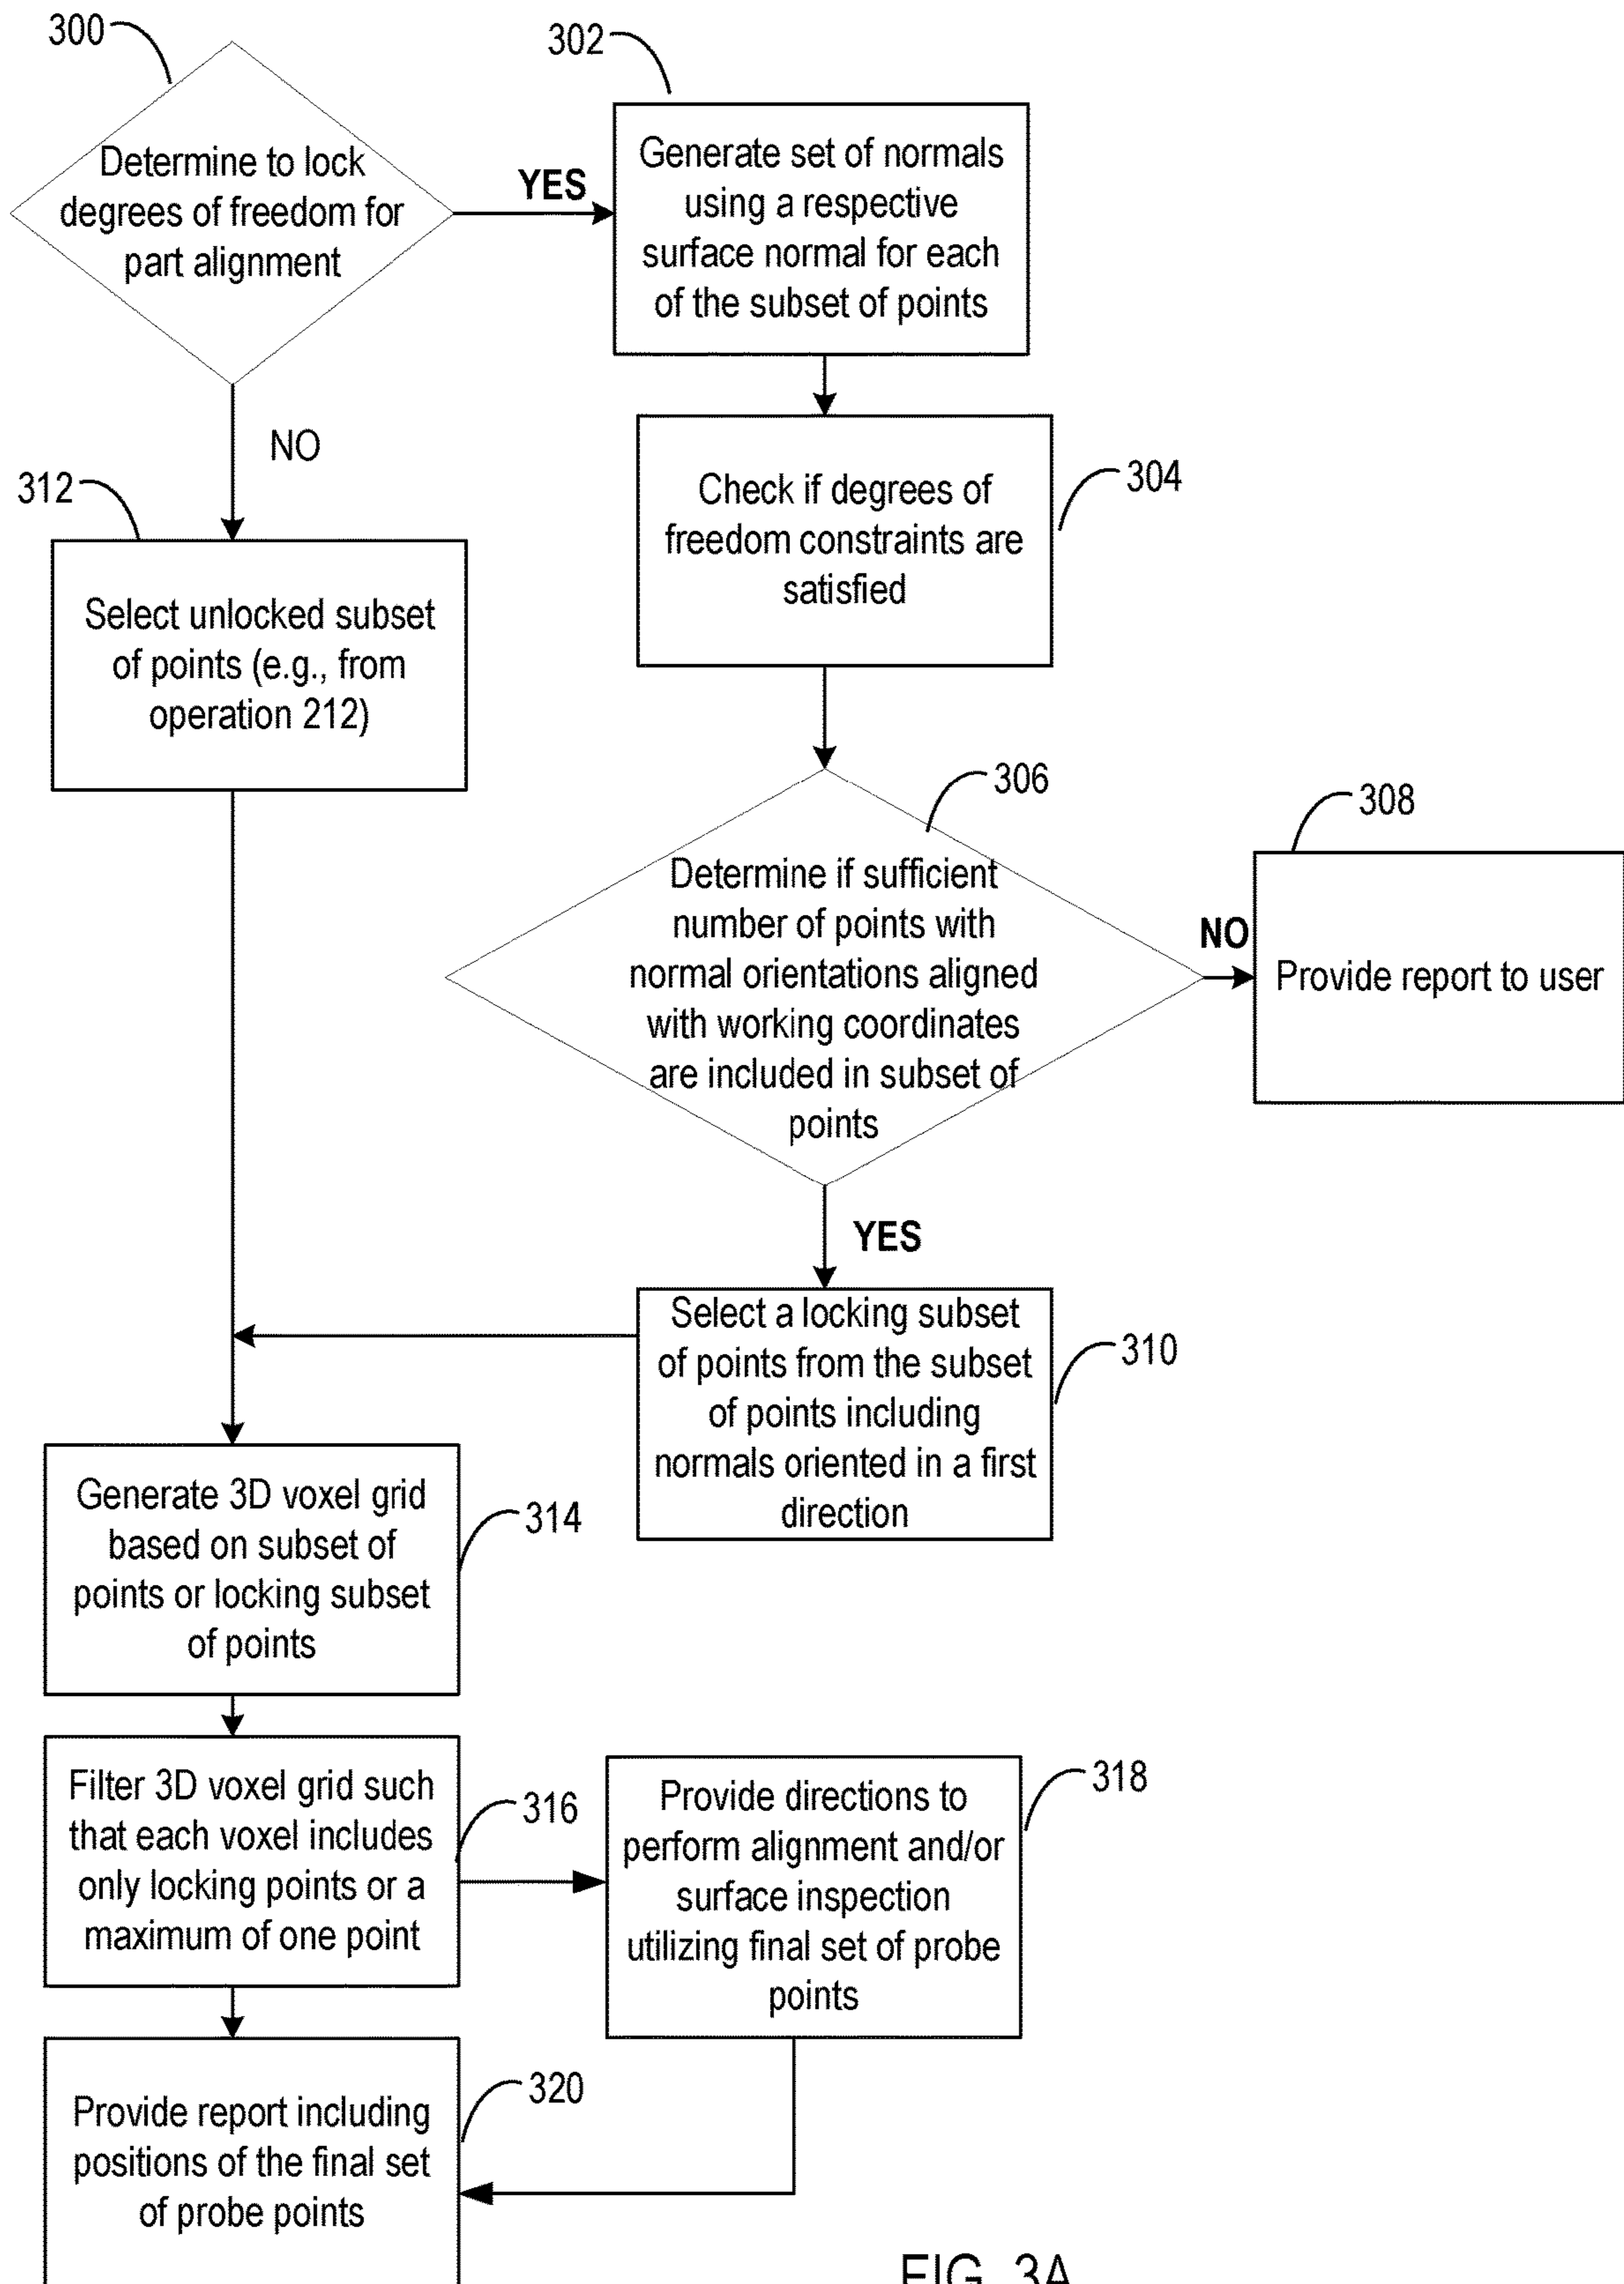 300
Determine to lock
degrees of freedom for
part alignment
YES
302
Generate set of normals
using a respective
surface normal for each
of the subset of points
NO
312
Select unlocked subset
of points (e.g., from
operation 212)
304
Check if degrees of
freedom constraints are
satisfied
306
Determine if sufficient
number of points with
normal orientations aligned
with working coordinates
are included in subset of
points
NO
308
Provide report to user
YES
310
Select a locking subset
of points from the subset
of points including
normals oriented in a first
direction
314
Generate 3D voxel grid
based on subset of
points or locking subset
of points
316
Filter 3D voxel grid such
that each voxel includes
only locking points or a
maximum of one point
318
Provide directions to
perform alignment and/or
surface inspection
utilizing final set of probe
points
320
Provide report including
positions of the final set
of probe points
FIG. 3A